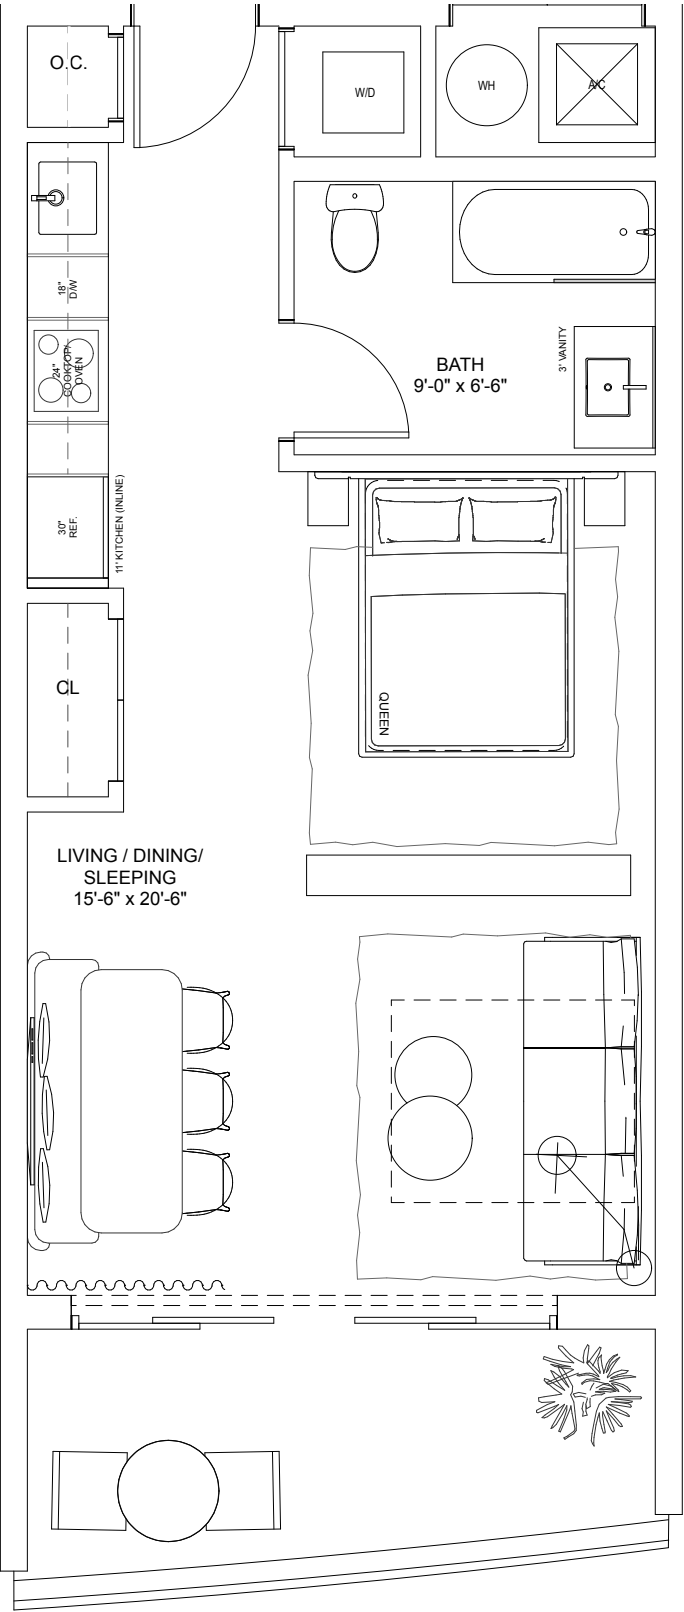 O.C.
W/D
WH
A/C
18"
D/W
24"
COOKTOP/
OVEN
3' VANITY
BATH
9'-0" x 6'-6"
30"
REF.
11' KITCHEN (INLINE)
CL
QUEEN
LIVING / DINING/
SLEEPING
15'-6" x 20'-6"